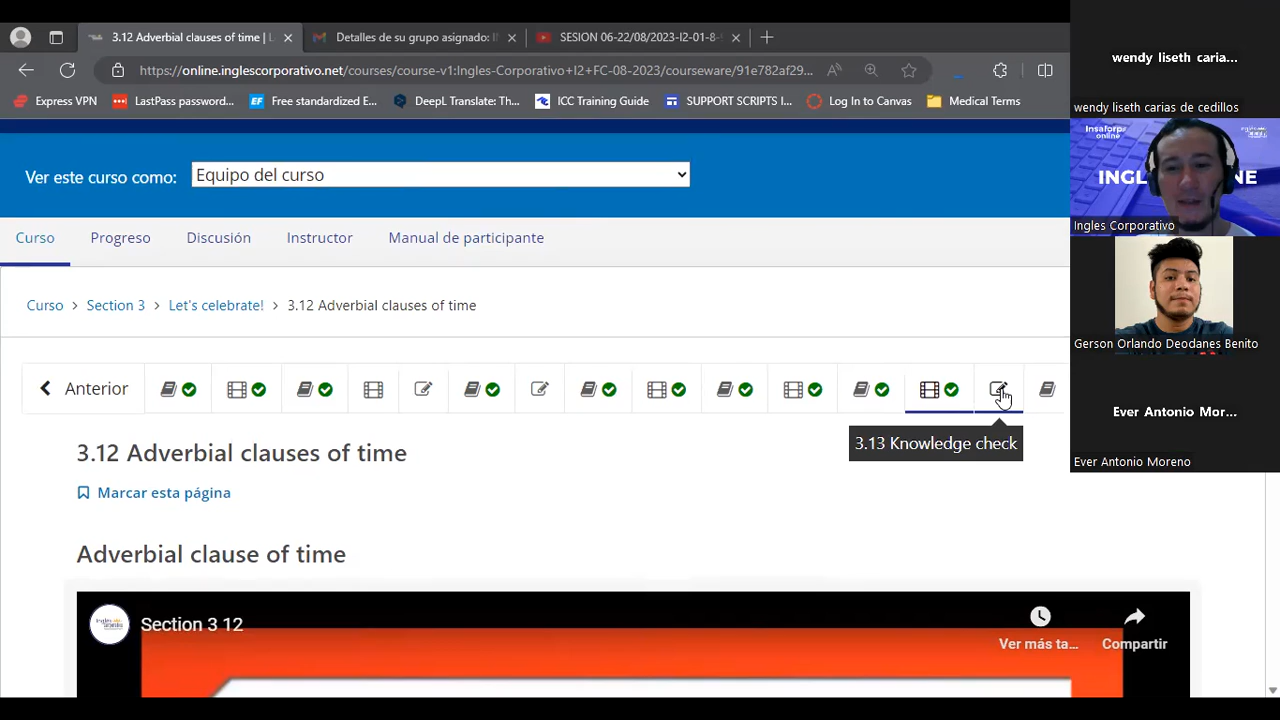 3.12 Adverbial clauses of time | L
Detalles de su grupo asignado: I
SESION 06-22/08/2023-I2-01-8-
https://online.inglescorporativo.net/courses/course-v1:Ingles-Corporativo+I2+FC-08-2023/courseware/91e782af29...
Express VPN
LastPass password...
EF Free standardized E...
DeepL Translate: Th...
ICC Training Guide
SUPPORT SCRIPTS I...
Log In to Canvas
Medical Terms
Ver este curso como:
Equipo del curso
Curso
Progreso
Discusión
Instructor
Manual de participante
Curso > Section 3 > Let's celebrate! > 3.12 Adverbial clauses of time
Anterior
3.13 Knowledge check
3.12 Adverbial clauses of time
Marcar esta página
Adverbial clause of time
Section 3 12
Ver más ta...
Compartir
wendy liseth caria...
wendy liseth carias de cedillos
Insaforp
online
INGL NE
Ingles Corporativo
Gerson Orlando Deodanes Benito
Ever Antonio Mor...
Ever Antonio Moreno